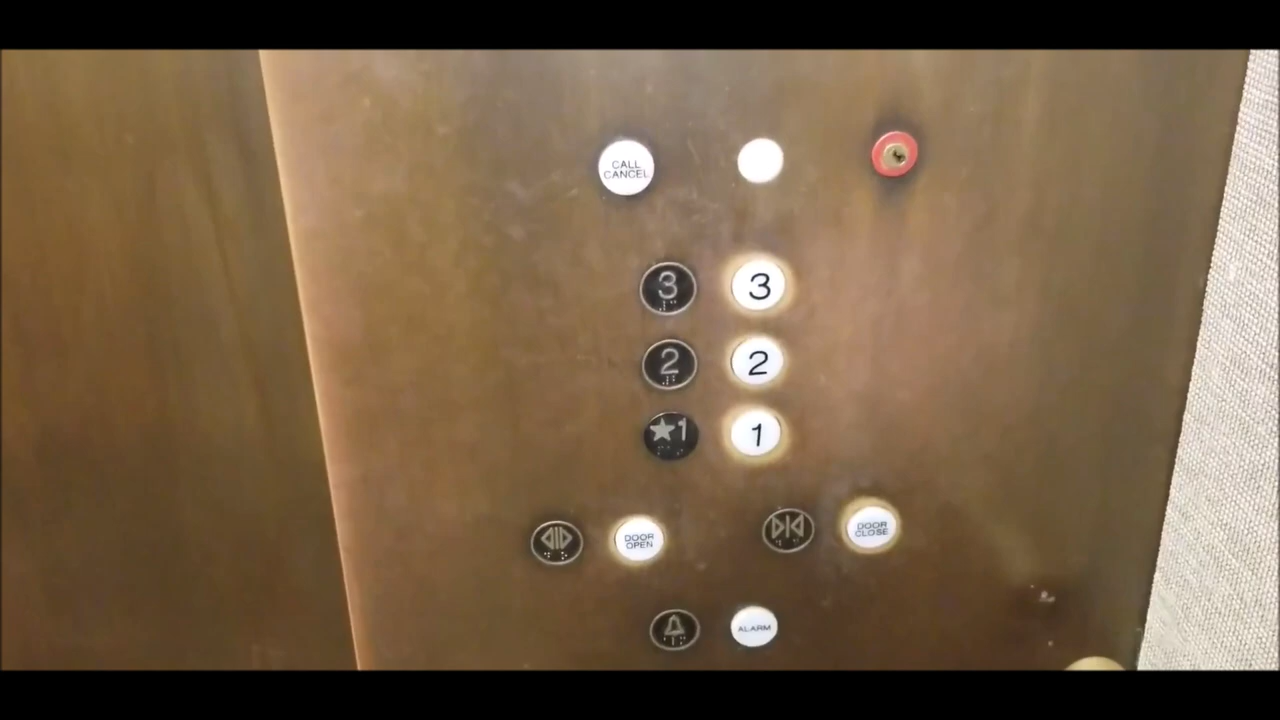 CALL
CANCEL
3 3
2 2
★1 1
DOOR
OPEN
DOOR
CLOSE
ALARM